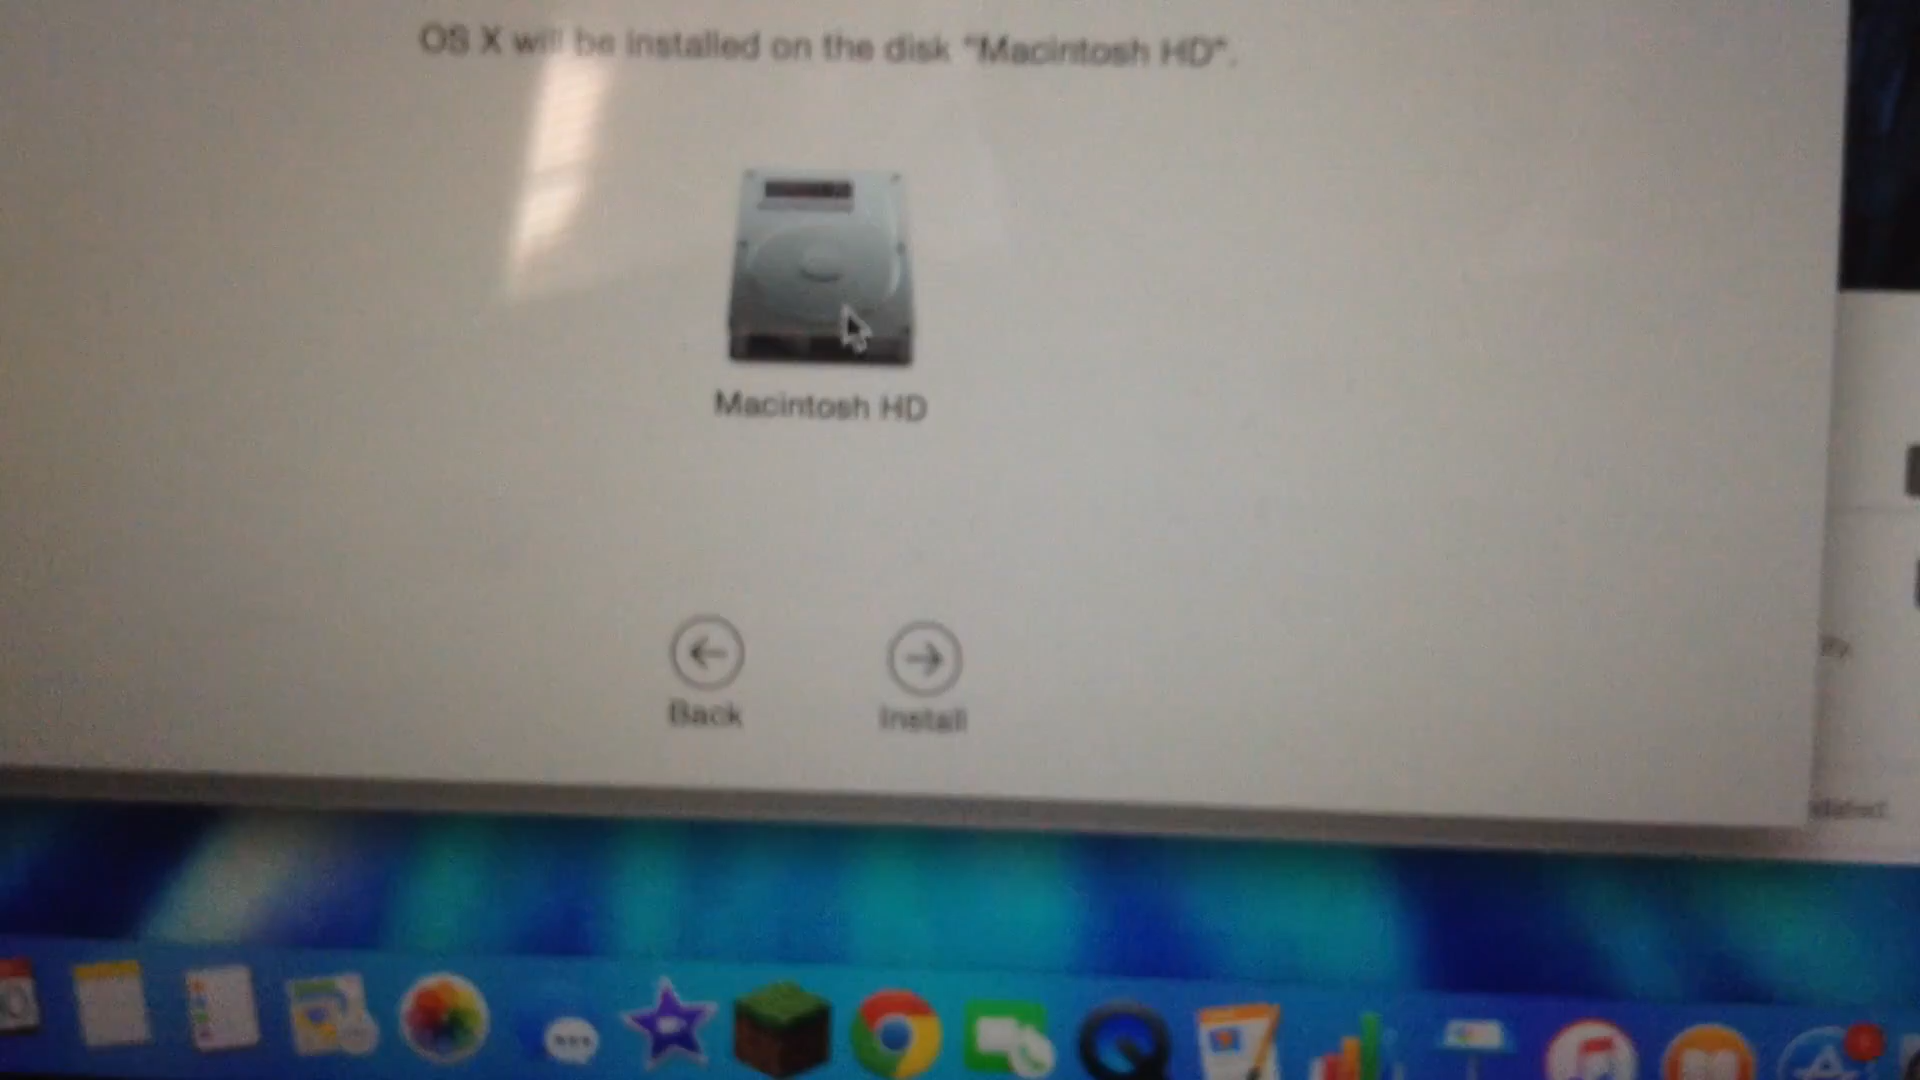 OS X will be installed on the disk "Macintosh HD".
Macintosh HD
Back
Install